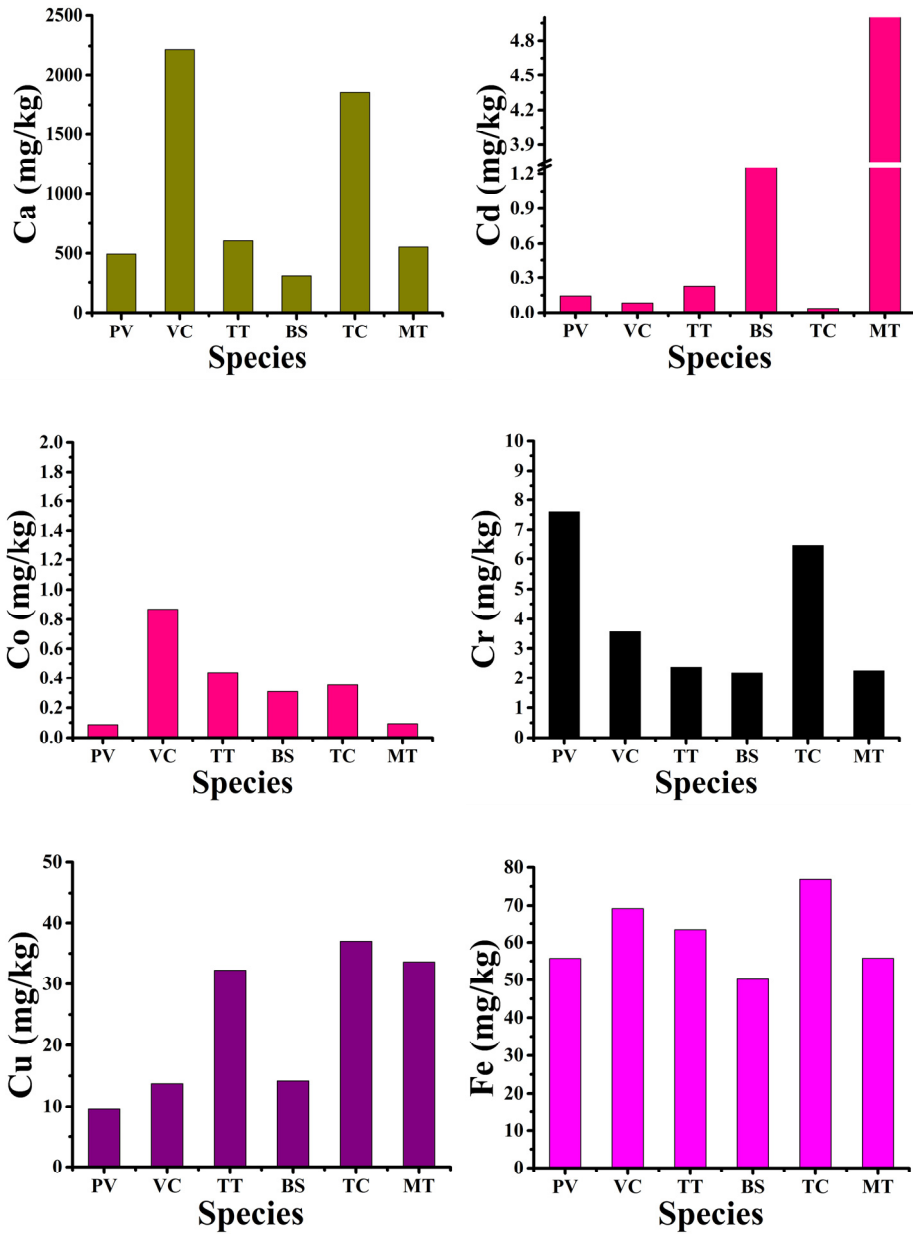 Ca (mg/kg)
2500
2000
1500
1000
500
0
PV VC TT BS TC MT
Species
Cd (mg/kg)
4.8
4.5
4.2
3.9
1.2
0.9
0.6
0.3
0.0
PV VC TT BS TC MT
Species
Co (mg/kg)
2.0
1.8
1.6
1.4
1.2
1.0
0.8
0.6
0.4
0.2
0.0
PV VC TT BS TC MT
Species
Cr (mg/kg)
10
9
8
7
6
5
4
3
2
1
0
PV VC TT BS TC MT
Species
Cu (mg/kg)
50
40
30
20
10
0
PV VC TT BS TC MT
Species
Fe (mg/kg)
80
70
60
50
40
30
20
10
0
PV VC TT BS TC MT
Species